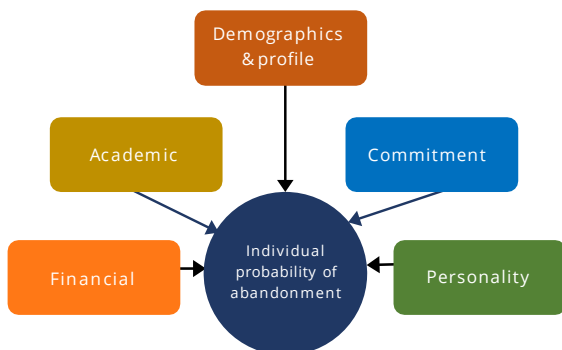 Demographics
& profile
Academic
Commitment
Individual
probability of
abandonment
Financial
Personality